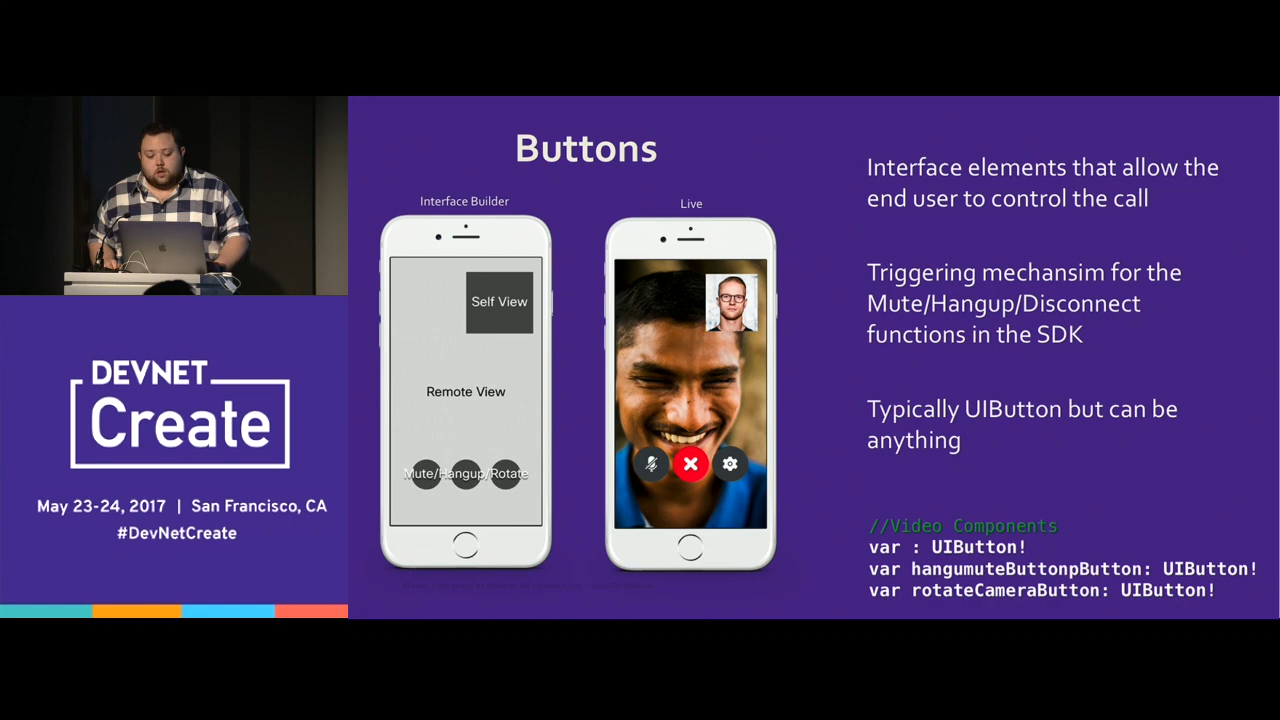 Buttons
Interface Builder
Live
Self View
Remote View
Mute/Hangup/Rotate
Interface elements that allow the
end user to control the call
Triggering mechansim for the
Mute/Hangup/Disconnect
functions in the SDK
Typically UIButton but can be
anything
//Video Components
var : UIButton!
var hangumuteButtonpButton: UIButton!
var rotateCameraButton: UIButton!
DEVNET
Create
May 23-24, 2017 | San Francisco, CA
#DevNetCreate